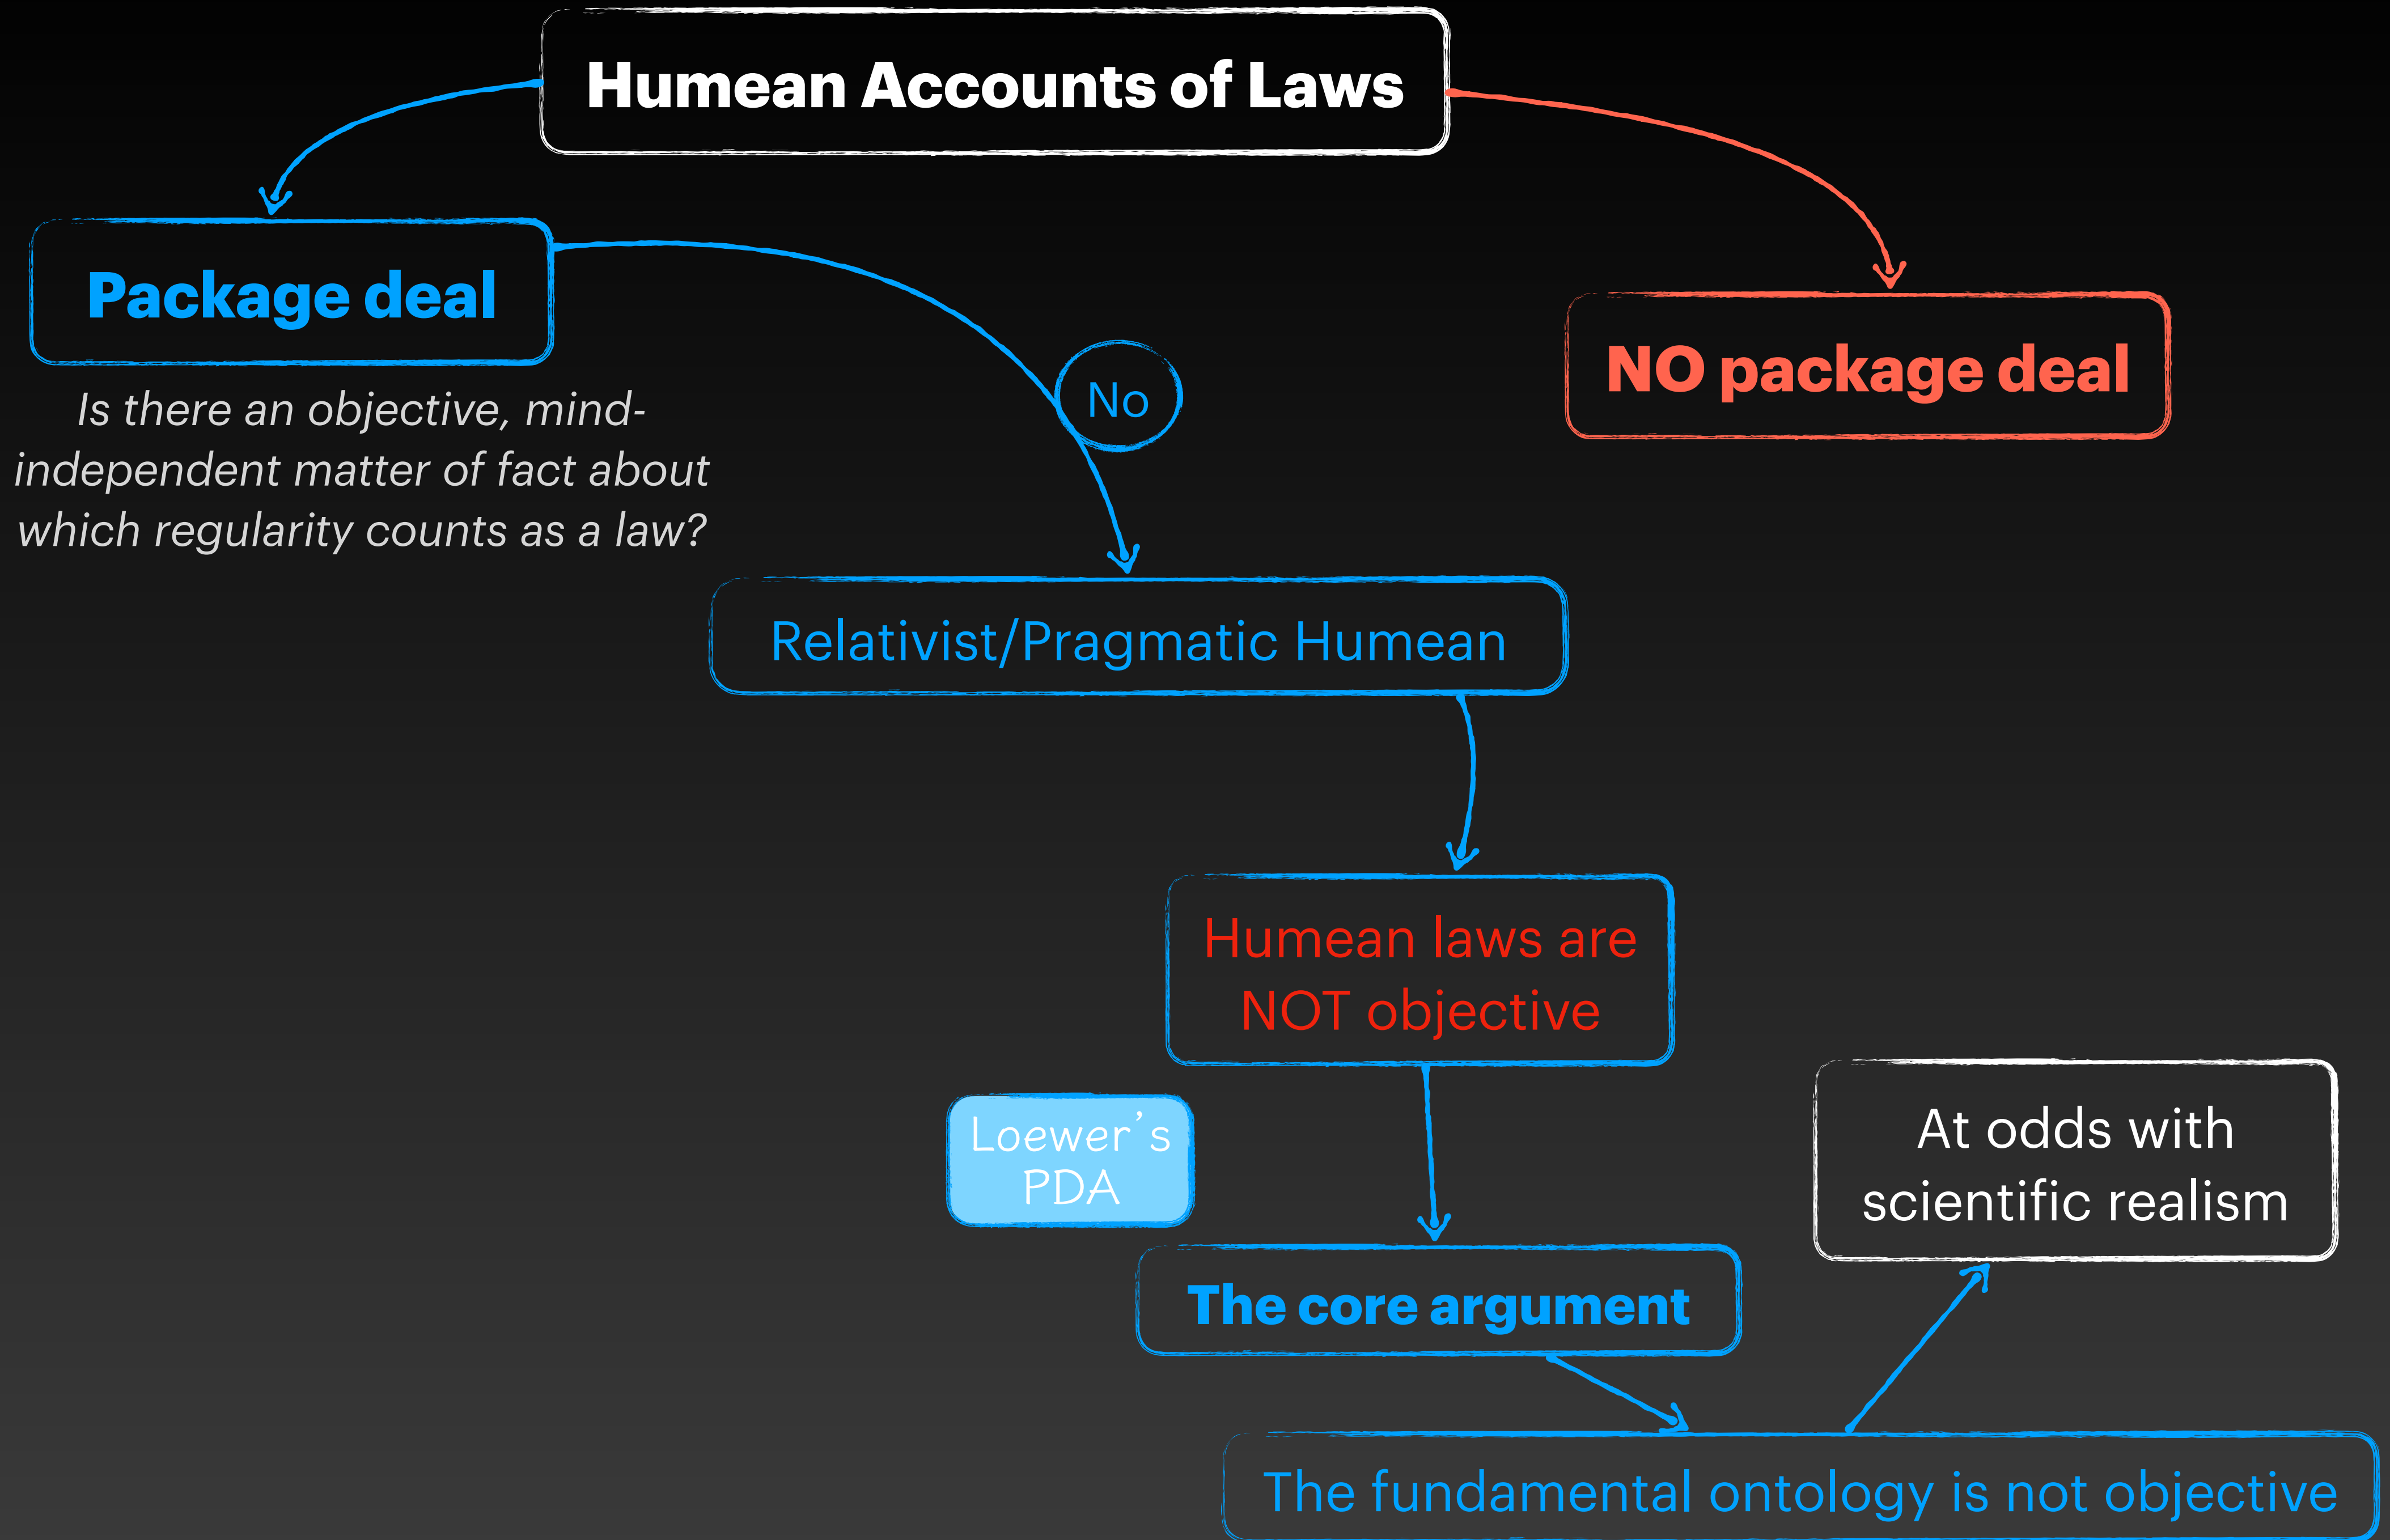 Humean Accounts of Laws
Package deal
NO package deal
Is there an objective, mind-
independent matter of fact about
which regularity counts as a law?
No
Relativist/Pragmatic Humean
Humean laws are
NOT objective
Loewer’s
PDA
At odds with
scientific realism
The core argument
The fundamental ontology is not objective